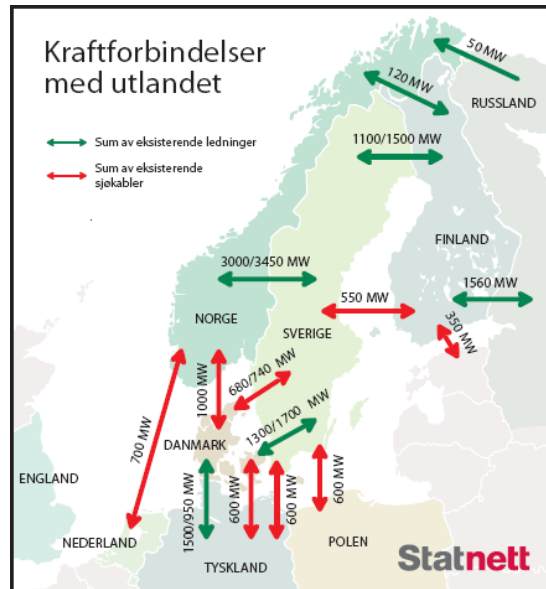 Kraftforbindelser
med utlandet
Sum av eksisterende ledninger
Sum av eksisterende
sjøkabler
50 MW
120 MW
RUSSLAND
1100/1500 MW
FINLAND
3000/3450 MW
1560 MW
550 MW
NORGE
SVERIGE
350 MW
680/740 MW
1000 MW
1300/1700 MW
700 MW
DANMARK
ENGLAND
1500/950 MW
600 MW
600 MW
600 MW
NEDERLAND
POLEN
TYSKLAND
Statnett